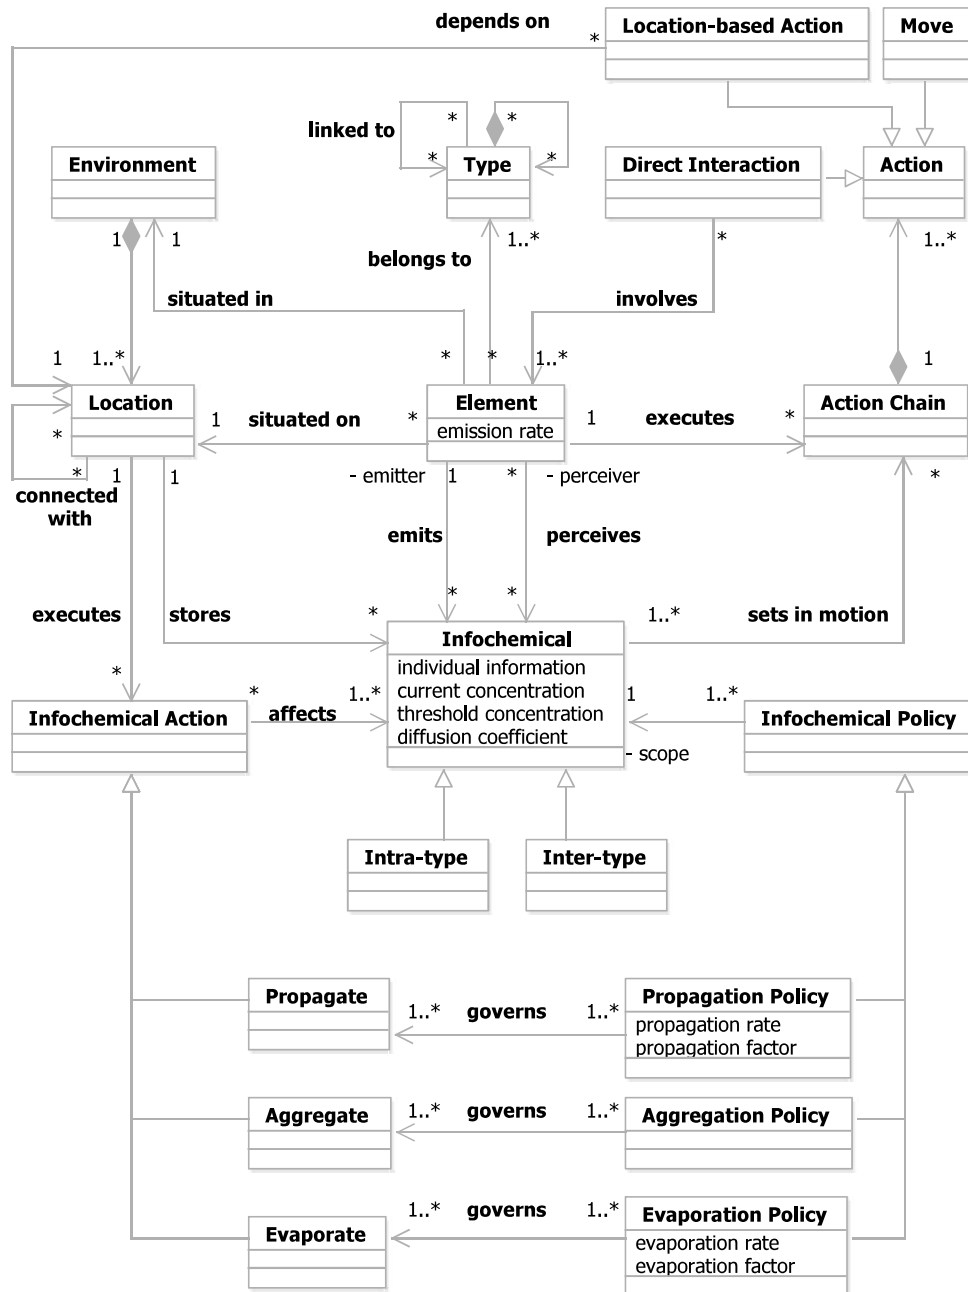 depends on
*
Location-based Action
Move
linked to
*
*
*
*
Environment
Type
Direct Interaction
Action
1
1
1..*
*
1..*
belongs to
situated in
involves
1
1..*
*
*
1..*
1
Location
Element
emission rate
Action Chain
1
situated on
*
1
executes
*
*
*
1
1
- emitter
1
*
- perceiver
*
connected
with
emits
perceives
executes
stores
*
*
*
1..*
sets in motion
Infochemical
individual information
current concentration
threshold concentration
diffusion coefficient
*
*
affects
1..*
1
1..*
Infochemical Action
Infochemical Policy
- scope
Intra-type
Inter-type
Propagate
1..*
governs
1..*
Propagation Policy
propagation rate
propagation factor
Aggregate
1..*
governs
1..*
Aggregation Policy
Evaporate
1..*
governs
1..*
Evaporation Policy
evaporation rate
evaporation factor